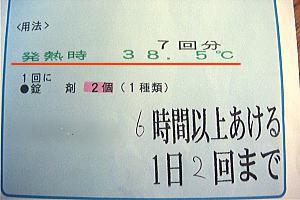 <用法>
7回分
発熱時 38.5℃
1回に
●錠 剤 2個(1種類)
6時間以上あける
1日2回まで